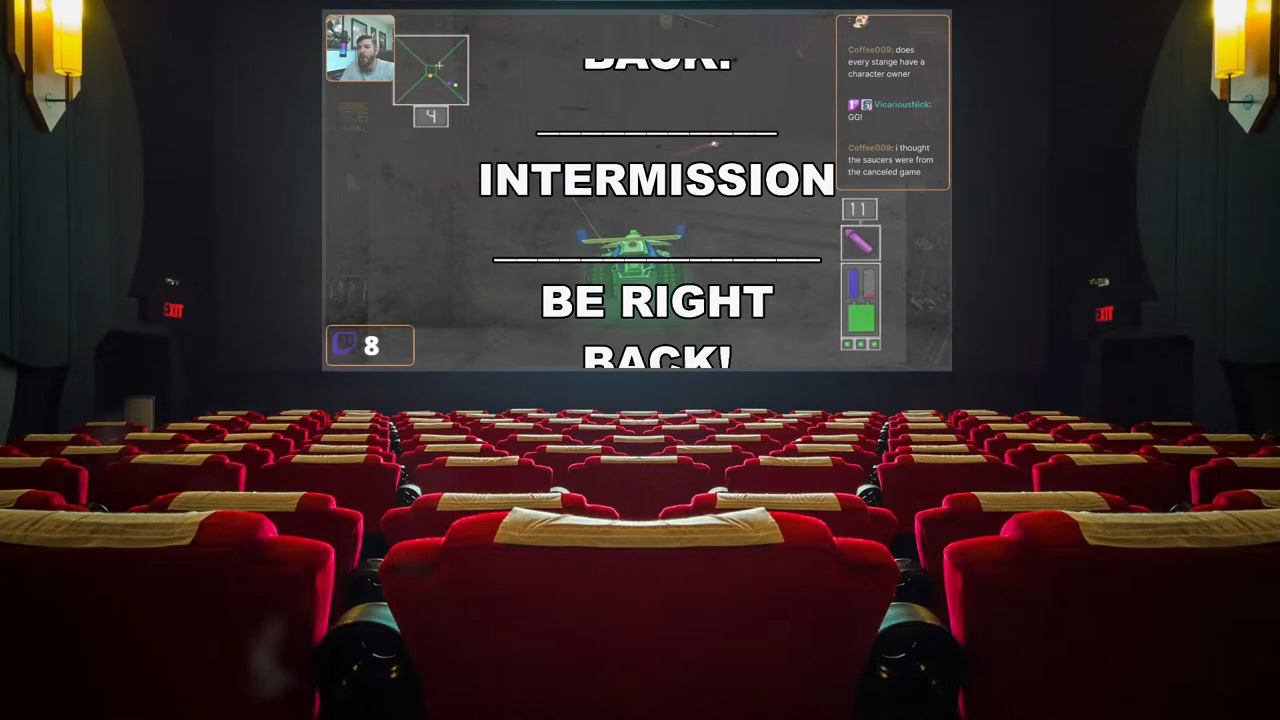 BACK!
INTERMISSION
BE RIGHT
BACK!
4
8
Coffee009: does
every stange have a
character owner
VicariousNick:
GG!
Coffee009: i thought
the saucers were from
the canceled game
11
EXIT
EXIT